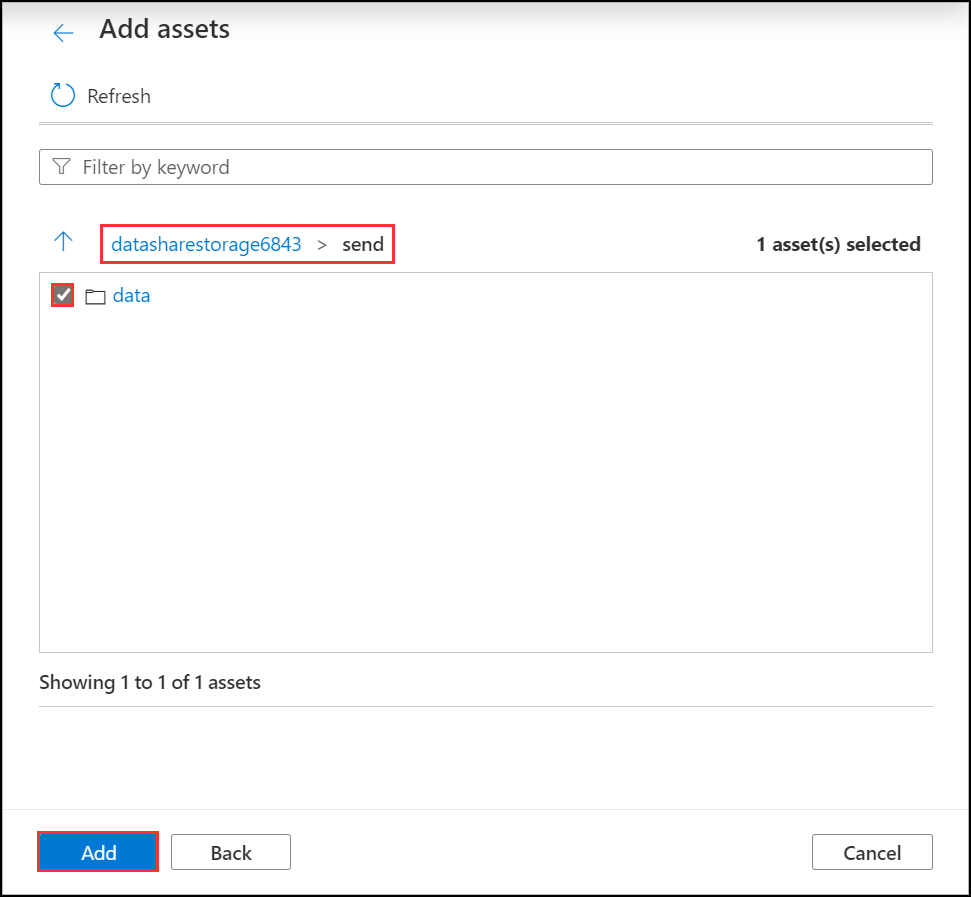 Add assets
Refresh
Filter by keyword
datasharestorage6843 > send
1 asset(s) selected
data
Showing 1 to 1 of 1 assets
Add
Back
Cancel